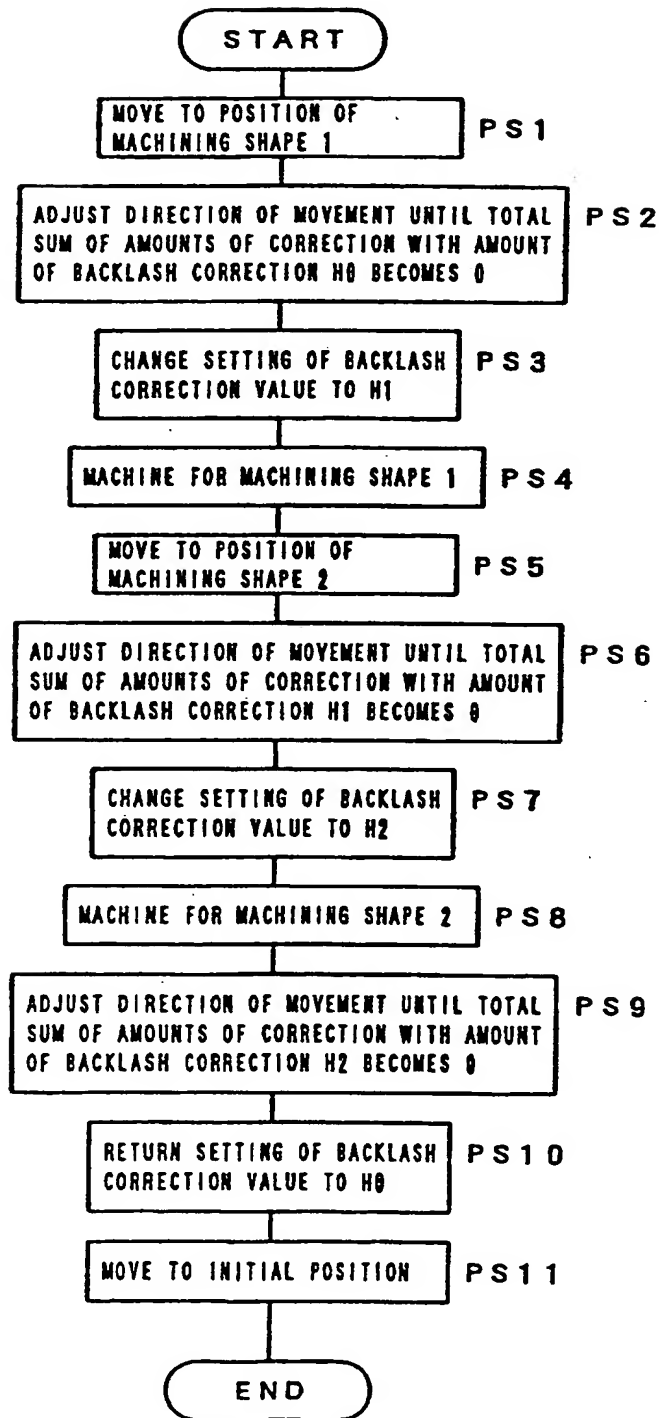 START
MOVE TO POSITION OF
MACHINING SHAPE 1
PS1
ADJUST DIRECTION OF MOVEMENT UNTIL TOTAL
SUM OF AMOUNTS OF CORRECTION WITH AMOUNT
OF BACKLASH CORRECTION H0 BECOMES 0
PS2
CHANGE SETTING OF BACKLASH
CORRECTION VALUE TO H1
PS3
MACHINE FOR MACHINING SHAPE 1
PS4
MOVE TO POSITION OF
MACHINING SHAPE 2
PS5
ADJUST DIRECTION OF MOVEMENT UNTIL TOTAL
SUM OF AMOUNTS OF CORRECTION WITH AMOUNT
OF BACKLASH CORRECTION H1 BECOMES 0
PS6
CHANGE SETTING OF BACKLASH
CORRECTION VALUE TO H2
PS7
MACHINE FOR MACHINING SHAPE 2
PS8
ADJUST DIRECTION OF MOVEMENT UNTIL TOTAL
SUM OF AMOUNTS OF CORRECTION WITH AMOUNT
OF BACKLASH CORRECTION H2 BECOMES 0
PS9
RETURN SETTING OF BACKLASH
CORRECTION VALUE TO H0
PS10
MOVE TO INITIAL POSITION
PS11
END